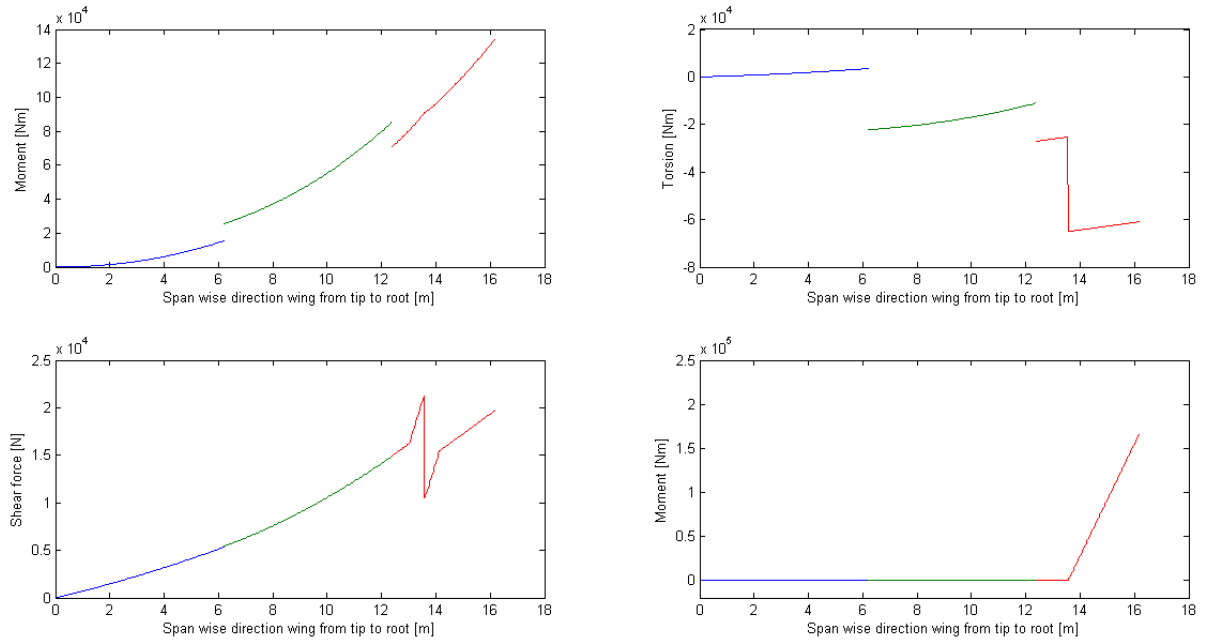 x 10^4
14
12
10
8
6
4
2
0
Moment [Nm]
0 2 4 6 8 10 12 14 16 18
Span wise direction wing from tip to root [m]
x 10^4
2
0
-2
-4
-6
-8
Torsion [Nm]
0 2 4 6 8 10 12 14 16 18
Span wise direction wing from tip to root [m]
x 10^4
2.5
2
1.5
1
0.5
0
Shear force [N]
0 2 4 6 8 10 12 14 16 18
Span wise direction wing from tip to root [m]
x 10^5
2.5
2
1.5
1
0.5
0
Moment [Nm]
0 2 4 6 8 10 12 14 16 18
Span wise direction wing from tip to root [m]